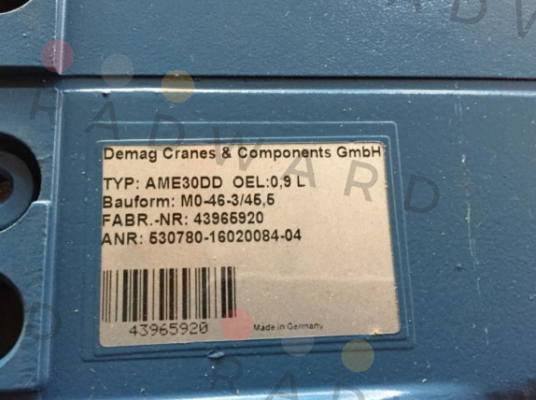 Demag Cranes & Components GmbH
TYP: AME30DD OEL:0,9 L
Bauform: M0-46-3/45,5
FABR.-NR: 43965920
ANR: 530780-16020084-04
43965920
Made in Germany
RADWARD
RADWARD